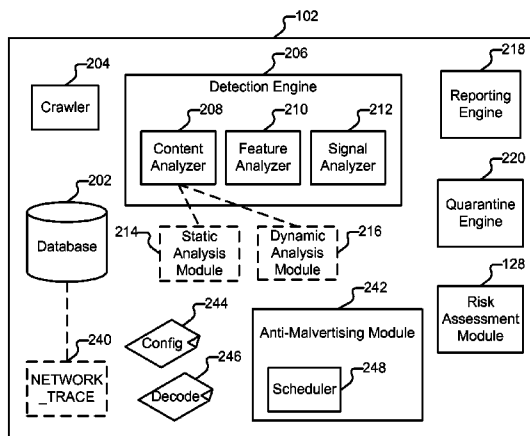 102
204
Crawler
206
Detection Engine
208
210
212
Content
Analyzer
Feature
Analyzer
Signal
Analyzer
218
Reporting
Engine
202
Database
214
Static
Analysis
Module
Dynamic
Analysis
Module
216
220
Quarantine
Engine
240
NETWORK
_TRACE
244
Config
246
Decode
242
Anti-Malvertising Module
Scheduler
248
128
Risk
Assessment
Module